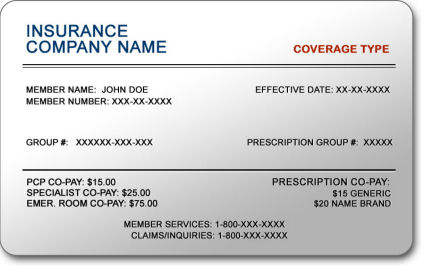 INSURANCE
COMPANY NAME
COVERAGE TYPE
MEMBER NAME: JOHN DOE
EFFECTIVE DATE: XX-XX-XXXX
MEMBER NUMBER: XXX-XX-XXXX
GROUP #: XXXXXX-XXX-XXX
PRESCRIPTION GROUP #: XXXXX
PCP CO-PAY: $15.00
SPECIALIST CO-PAY: $25.00
EMER. ROOM CO-PAY: $75.00
PRESCRIPTION CO-PAY:
$15 GENERIC
$20 NAME BRAND
MEMBER SERVICES: 1-800-XXX-XXXX
CLAIMS/INQUIRIES: 1-800-XXX-XXXX